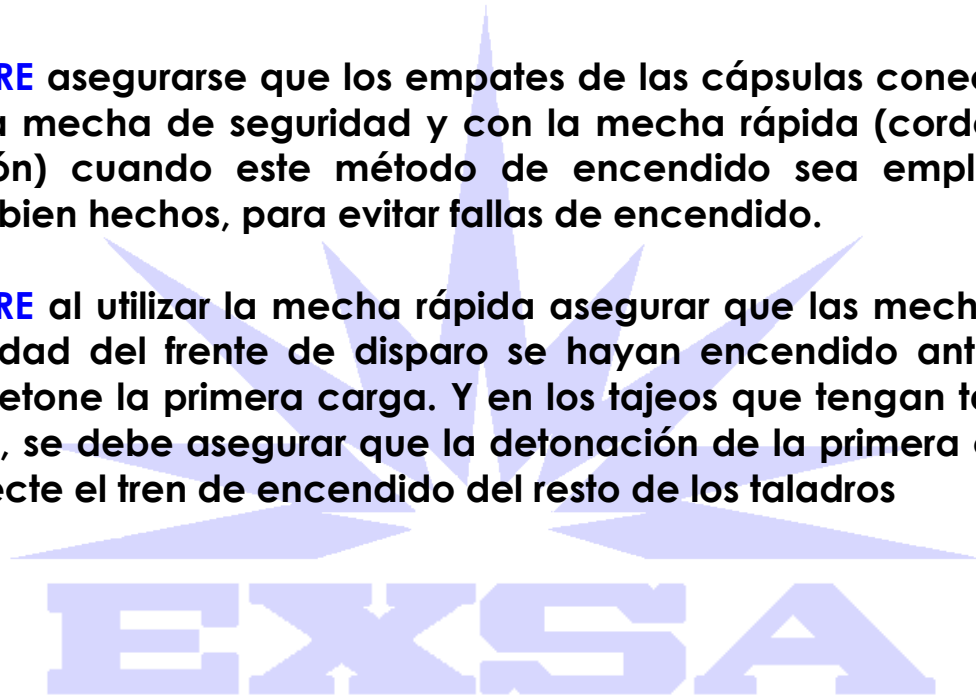 RE asegurarse que los empates de las cápsulas conec
a mecha de seguridad y con la mecha rápida (cord
ón) cuando este método de encendido sea empl
bien hechos, para evitar fallas de encendido.
RE al utilizar la mecha rápida asegurar que las mech
dad del frente de disparo se hayan encendido ant
etone la primera carga. Y en los tajeos que tengan t
, se debe asegurar que la detonación de la primera
ecte el tren de encendido del resto de los taladros
EXSA